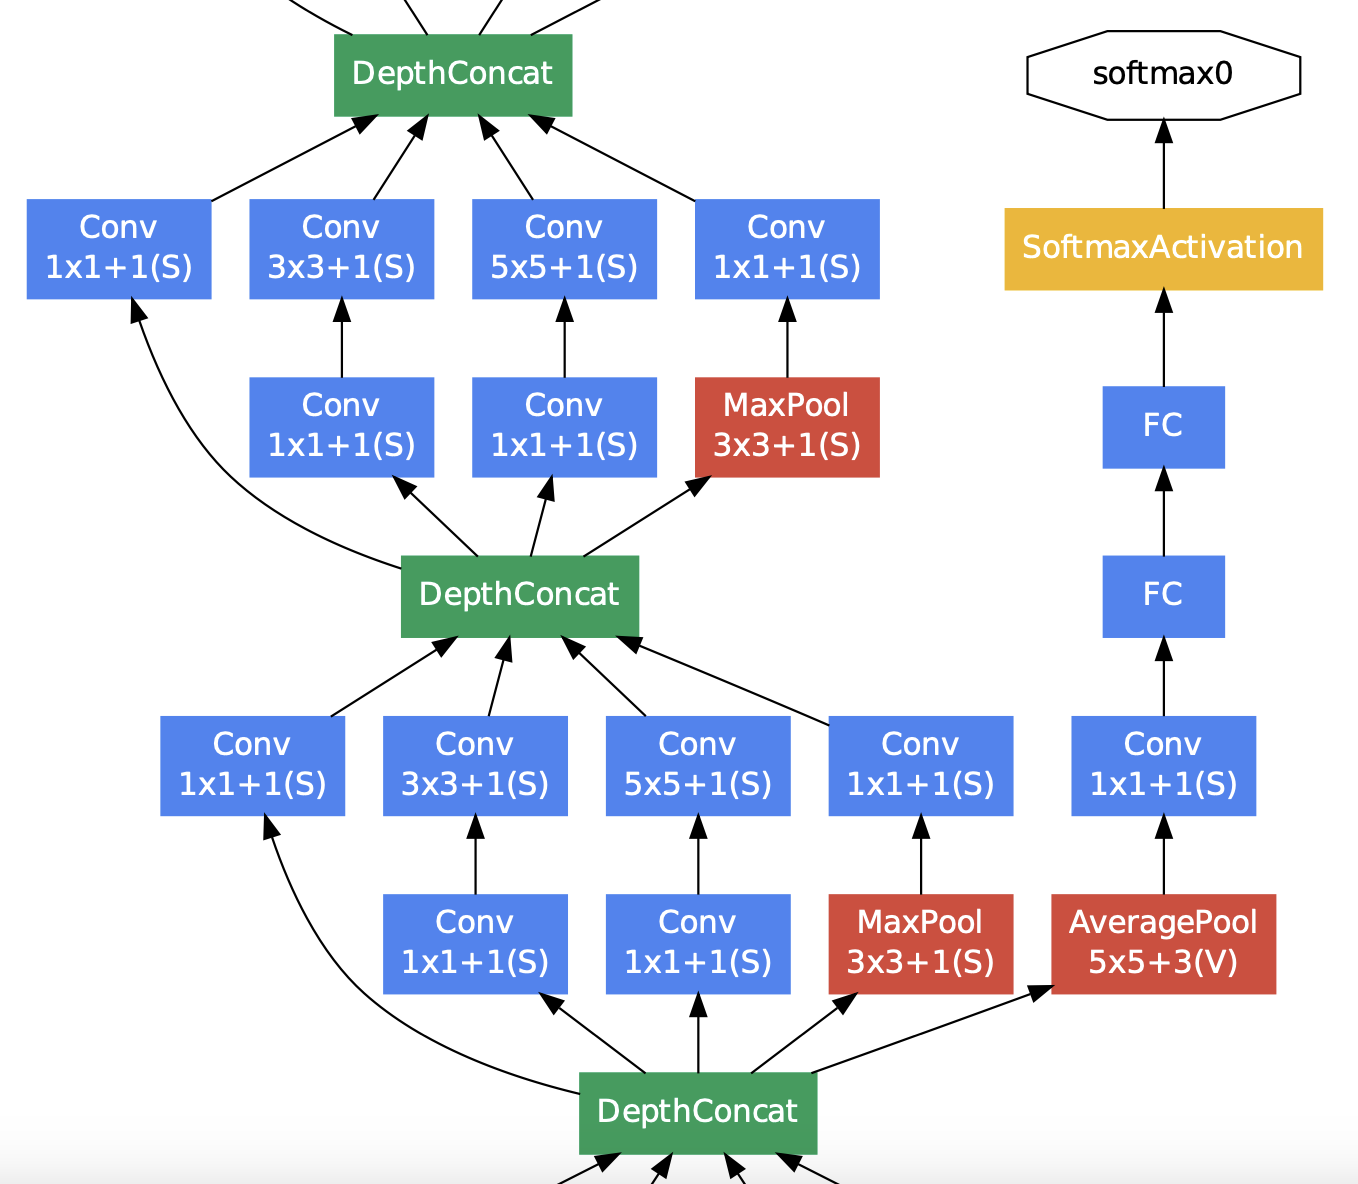 DepthConcat
softmax0
Conv
1x1+1(S)
Conv
3x3+1(S)
Conv
5x5+1(S)
Conv
1x1+1(S)
SoftmaxActivation
Conv
1x1+1(S)
Conv
1x1+1(S)
MaxPool
3x3+1(S)
FC
DepthConcat
FC
Conv
1x1+1(S)
Conv
3x3+1(S)
Conv
5x5+1(S)
Conv
1x1+1(S)
Conv
1x1+1(S)
Conv
1x1+1(S)
Conv
1x1+1(S)
MaxPool
3x3+1(S)
AveragePool
5x5+3(V)
DepthConcat